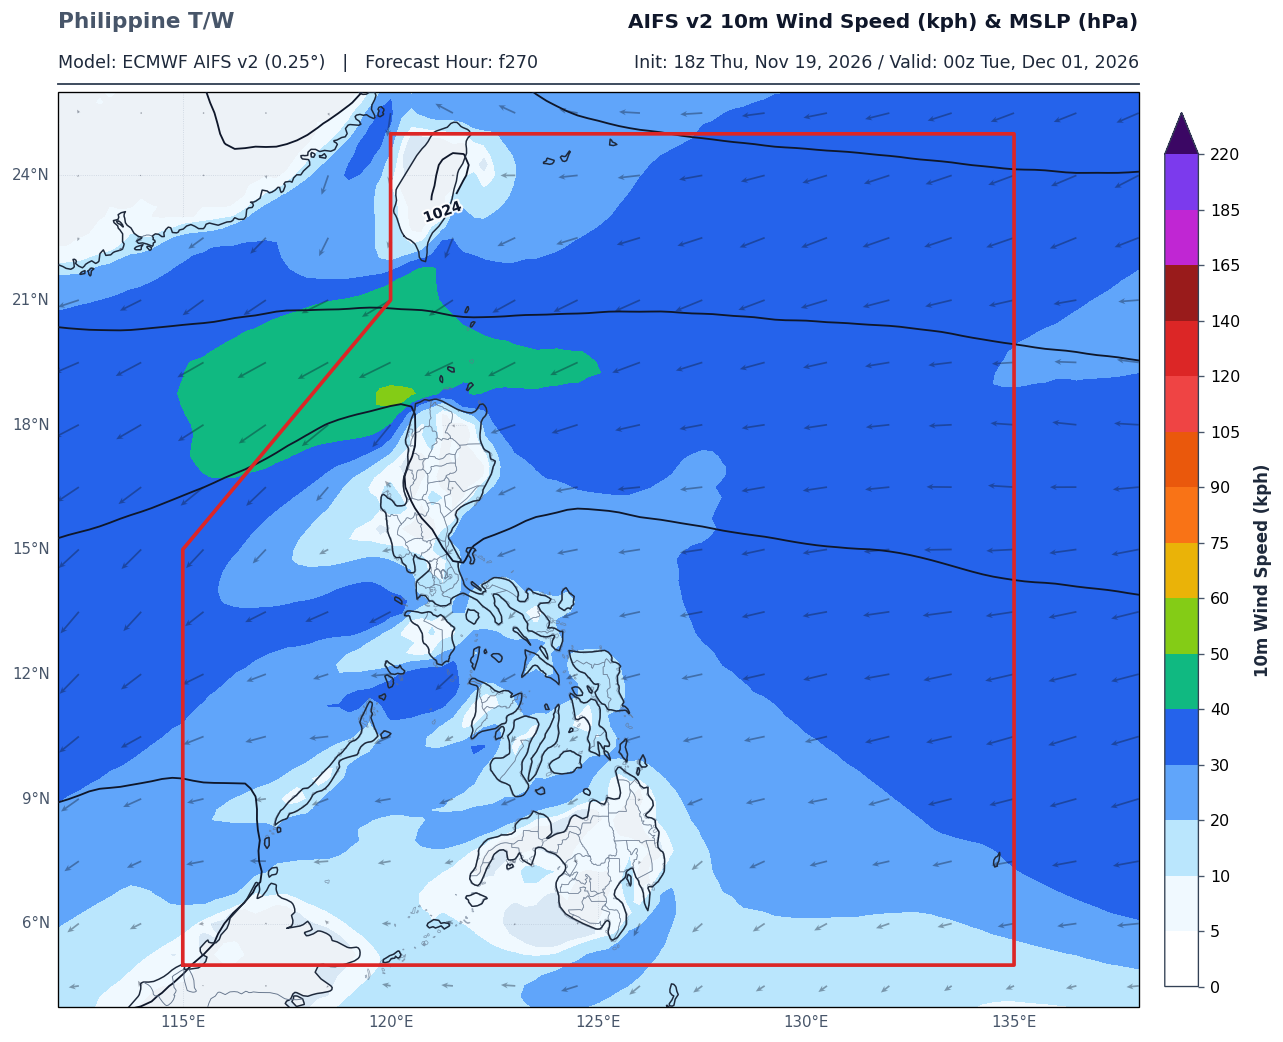 Philippine T/W
AIFS v2 10m Wind Speed (kph) & MSLP (hPa)
Model: ECMWF AIFS v2 (0.25°) | Forecast Hour: f270
Init: 18z Thu, Nov 19, 2026 / Valid: 00z Tue, Dec 01, 2026
24°N
21°N
18°N
15°N
12°N
9°N
6°N
1024
115°E
120°E
125°E
130°E
135°E
220
185
165
140
120
105
90
75
60
50
40
30
20
10
5
0
10m Wind Speed (kph)